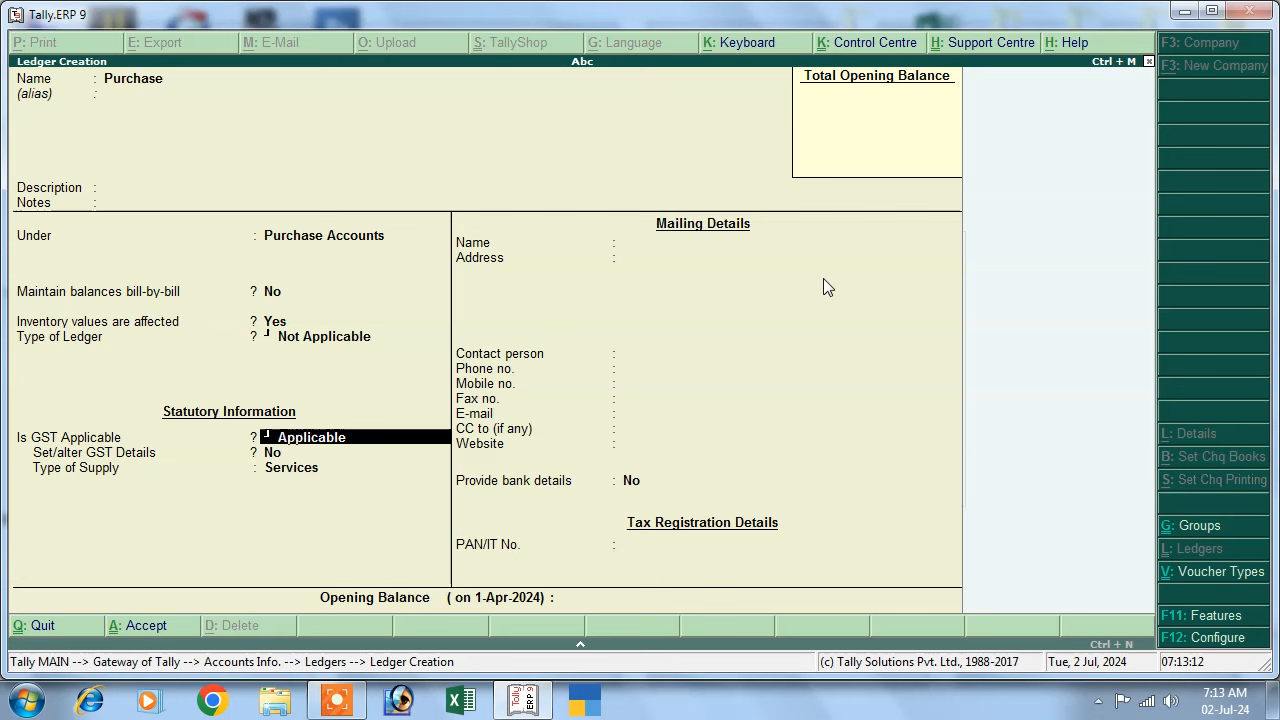 Tally.ERP 9
P: Print
E: Export
M: E-Mail
O: Upload
S: TallyShop
G: Language
K: Keyboard
K: Control Centre
H: Support Centre
H: Help
F3: Company
Ledger Creation
Abc
Ctrl + M
F3: New Company
Name : Purchase
(alias) :
Total Opening Balance
Description :
Notes :
Under : Purchase Accounts
Maintain balances bill-by-bill ? No
Inventory values are affected ? Yes
Type of Ledger ? Not Applicable
Statutory Information
Is GST Applicable ? Applicable
Set/alter GST Details ? No
Type of Supply : Services
Mailing Details
Name :
Address :
Contact person :
Phone no. :
Mobile no. :
Fax no. :
E-mail :
CC to (if any) :
Website :
Provide bank details : No
Tax Registration Details
PAN/IT No. :
Opening Balance ( on 1-Apr-2024) :
L: Details
B: Set Chq Books
S: Set Chq Printing
G: Groups
L: Ledgers
V: Voucher Types
F11: Features
F12: Configure
Q: Quit
A: Accept
D: Delete
Ctrl + N
Tally MAIN --> Gateway of Tally --> Accounts Info. --> Ledgers --> Ledger Creation
(c) Tally Solutions Pvt. Ltd., 1988-2017
Tue, 2 Jul, 2024
07:13:12
Tally
ERP 9
7:13 AM
02-Jul-24